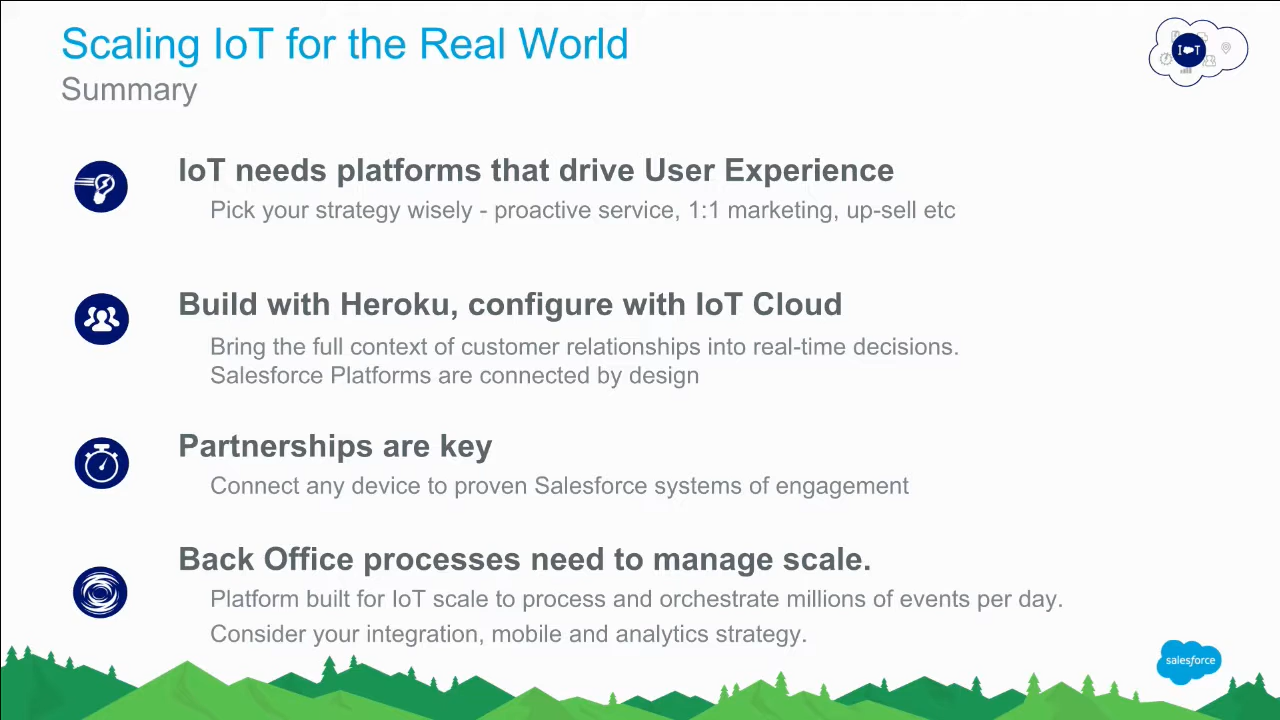 Scaling IoT for the Real World
Summary
IoT
IoT needs platforms that drive User Experience
Pick your strategy wisely - proactive service, 1:1 marketing, up-sell etc
Build with Heroku, configure with IoT Cloud
Bring the full context of customer relationships into real-time decisions.
Salesforce Platforms are connected by design
Partnerships are key
Connect any device to proven Salesforce systems of engagement
Back Office processes need to manage scale.
Platform built for IoT scale to process and orchestrate millions of events per day.
Consider your integration, mobile and analytics strategy.
salesforce